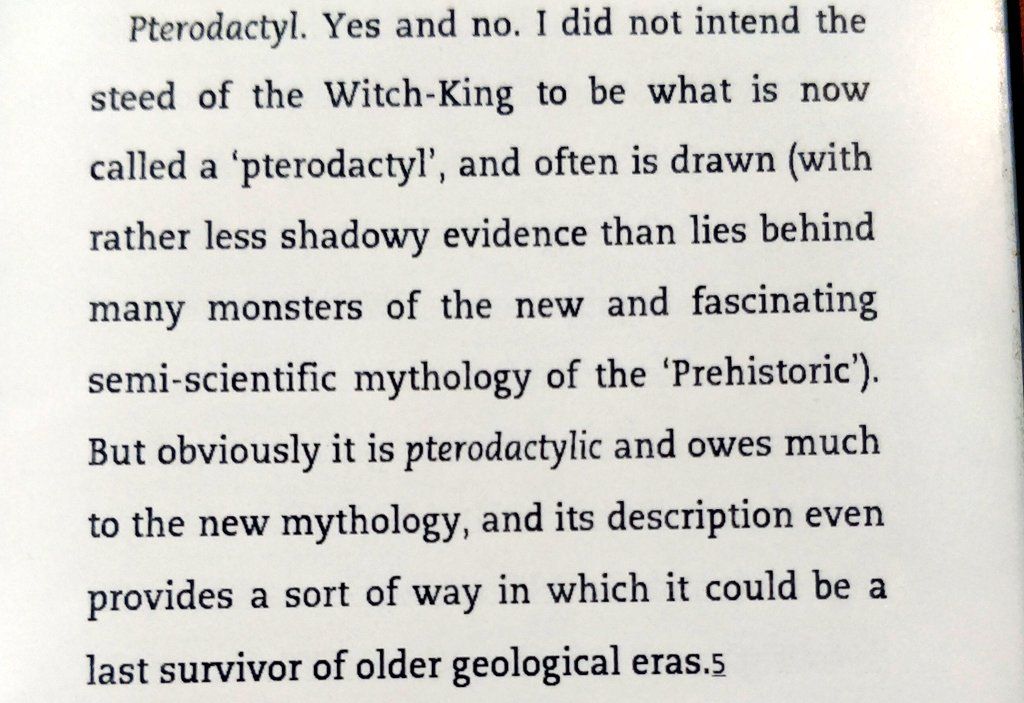 Pterodactyl. Yes and no. I did not intend the
steed of the Witch-King to be what is now
called a ‘pterodactyl’, and often is drawn (with
rather less shadowy evidence than lies behind
many monsters of the new and fascinating
semi-scientific mythology of the ‘Prehistoric’).
But obviously it is pterodactylic and owes much
to the new mythology, and its description even
provides a sort of way in which it could be a
last survivor of older geological eras.5